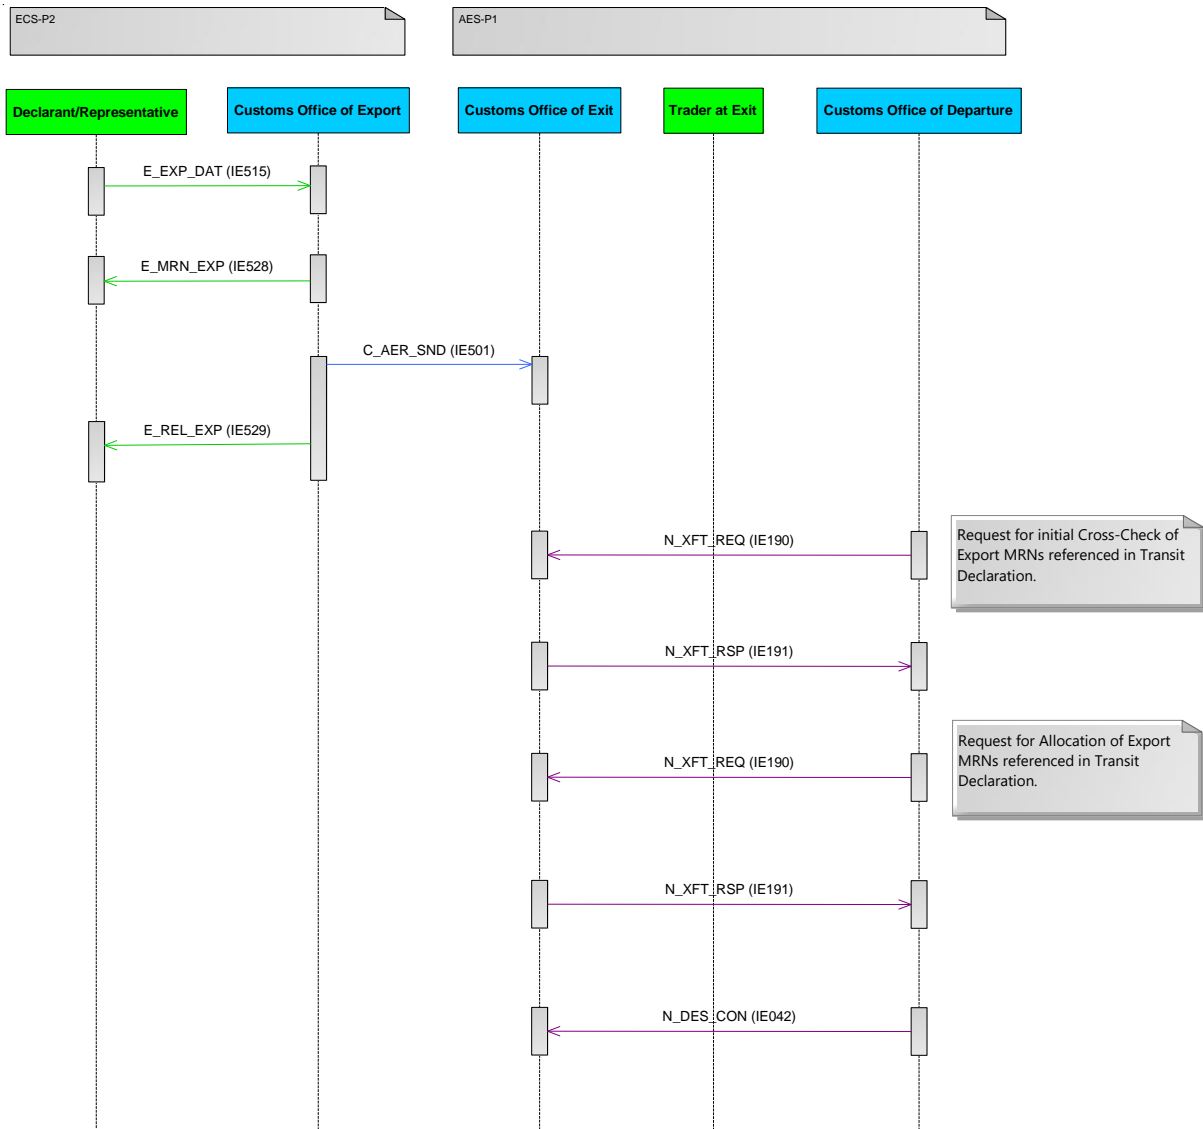 ECS-P2
AES-P1
Declarant/Representative
Customs Office of Export
Customs Office of Exit
Trader at Exit
Customs Office of Departure
E_EXP_DAT (IE515)
E_MRN_EXP (IE528)
C_AER_SND (IE501)
E_REL_EXP (IE529)
N_XFT_REQ (IE190)
Request for initial Cross-Check of
Export MRNs referenced in Transit
Declaration.
N_XFT_RSP (IE191)
Request for Allocation of Export
MRNs referenced in Transit
Declaration.
N_XFT_REQ (IE190)
N_XFT_RSP (IE191)
N_DES_CON (IE042)